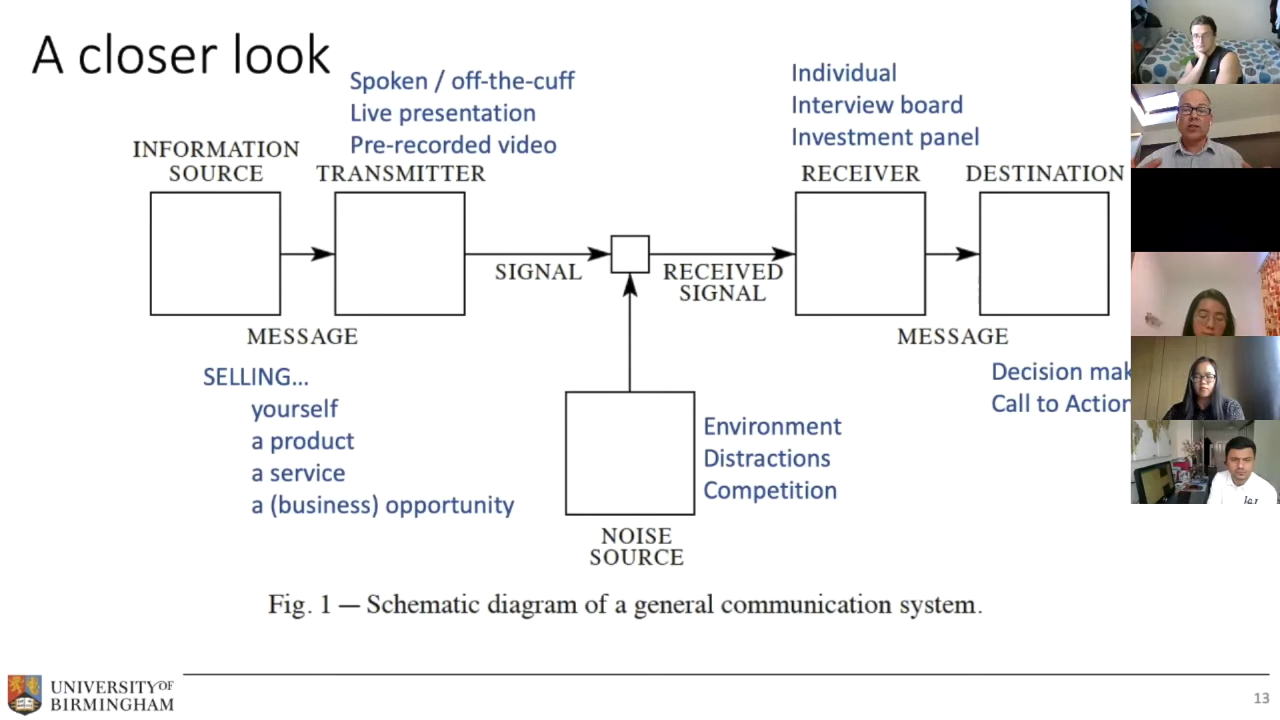 A closer look
Spoken / off-the-cuff
Live presentation
Pre-recorded video
Individual
Interview board
Investment panel
INFORMATION
SOURCE
TRANSMITTER
RECEIVER
DESTINATION
SIGNAL
RECEIVED
SIGNAL
MESSAGE
MESSAGE
SELLING...
yourself
a product
a service
a (business) opportunity
Decision mak
Call to Action
Environment
Distractions
Competition
NOISE
SOURCE
Fig. 1 — Schematic diagram of a general communication system.
UNIVERSITY OF
BIRMINGHAM
13